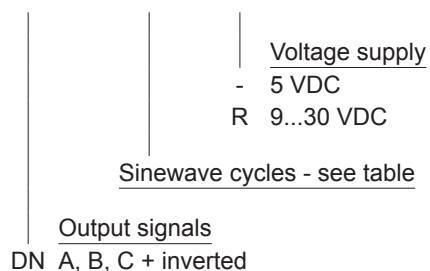 Voltage supply
- 5 VDC
R 9...30 VDC
Sinewave cycles - see table
Output signals
DN A, B, C + inverted